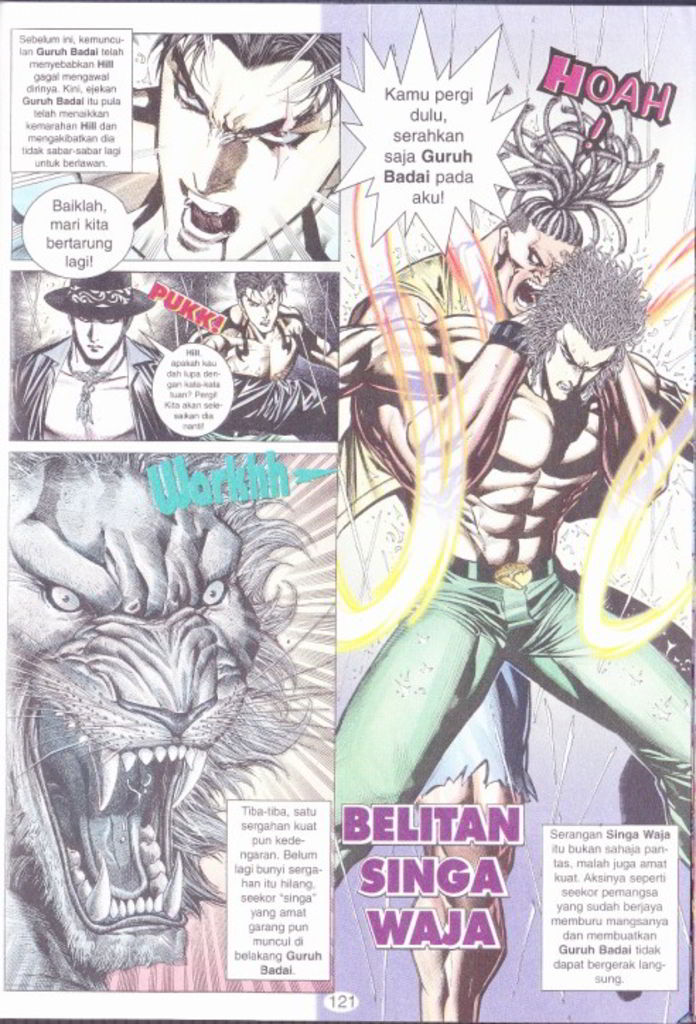 Sebelum ini, kemuncu-
lan Guruh Badai telah
menyebabkan Hill
gagal mengawal
dirinya. Kini, ejekan
Guruh Badai itu pula
telah menaikkan
kemarahan Hill dan
mengakibatkan dia
tidak sabar-sabar lagi
untuk berlawan.
Baiklah,
mari kita
bertarung
lagi!
PUKK!
Hill,
apakah kau
dah lupa den-
gan kata-kata
tuan? Pergi!
Kita akan sele-
saikan dia
nanti!
Warkhh
Tiba-tiba, satu
sergahan kuat
pun kede-
ngaran. Belum
lagi bunyi serga-
han itu hilang,
seekor "singa"
yang amat
garang pun
muncul di
belakang Guruh
Badai.
Kamu pergi
dulu,
serahkan
saja Guruh
Badai pada
aku!
HOAH
!
BELITAN
SINGA
WAJA
Serangan Singa Waja
itu bukan sahaja pan-
tas, malah juga amat
kuat. Aksinya seperti
seekor pemangsa
yang sudah berjaya
memburu mangsanya
dan membuatkan
Guruh Badai tidak
dapat bergerak lang-
sung.
121